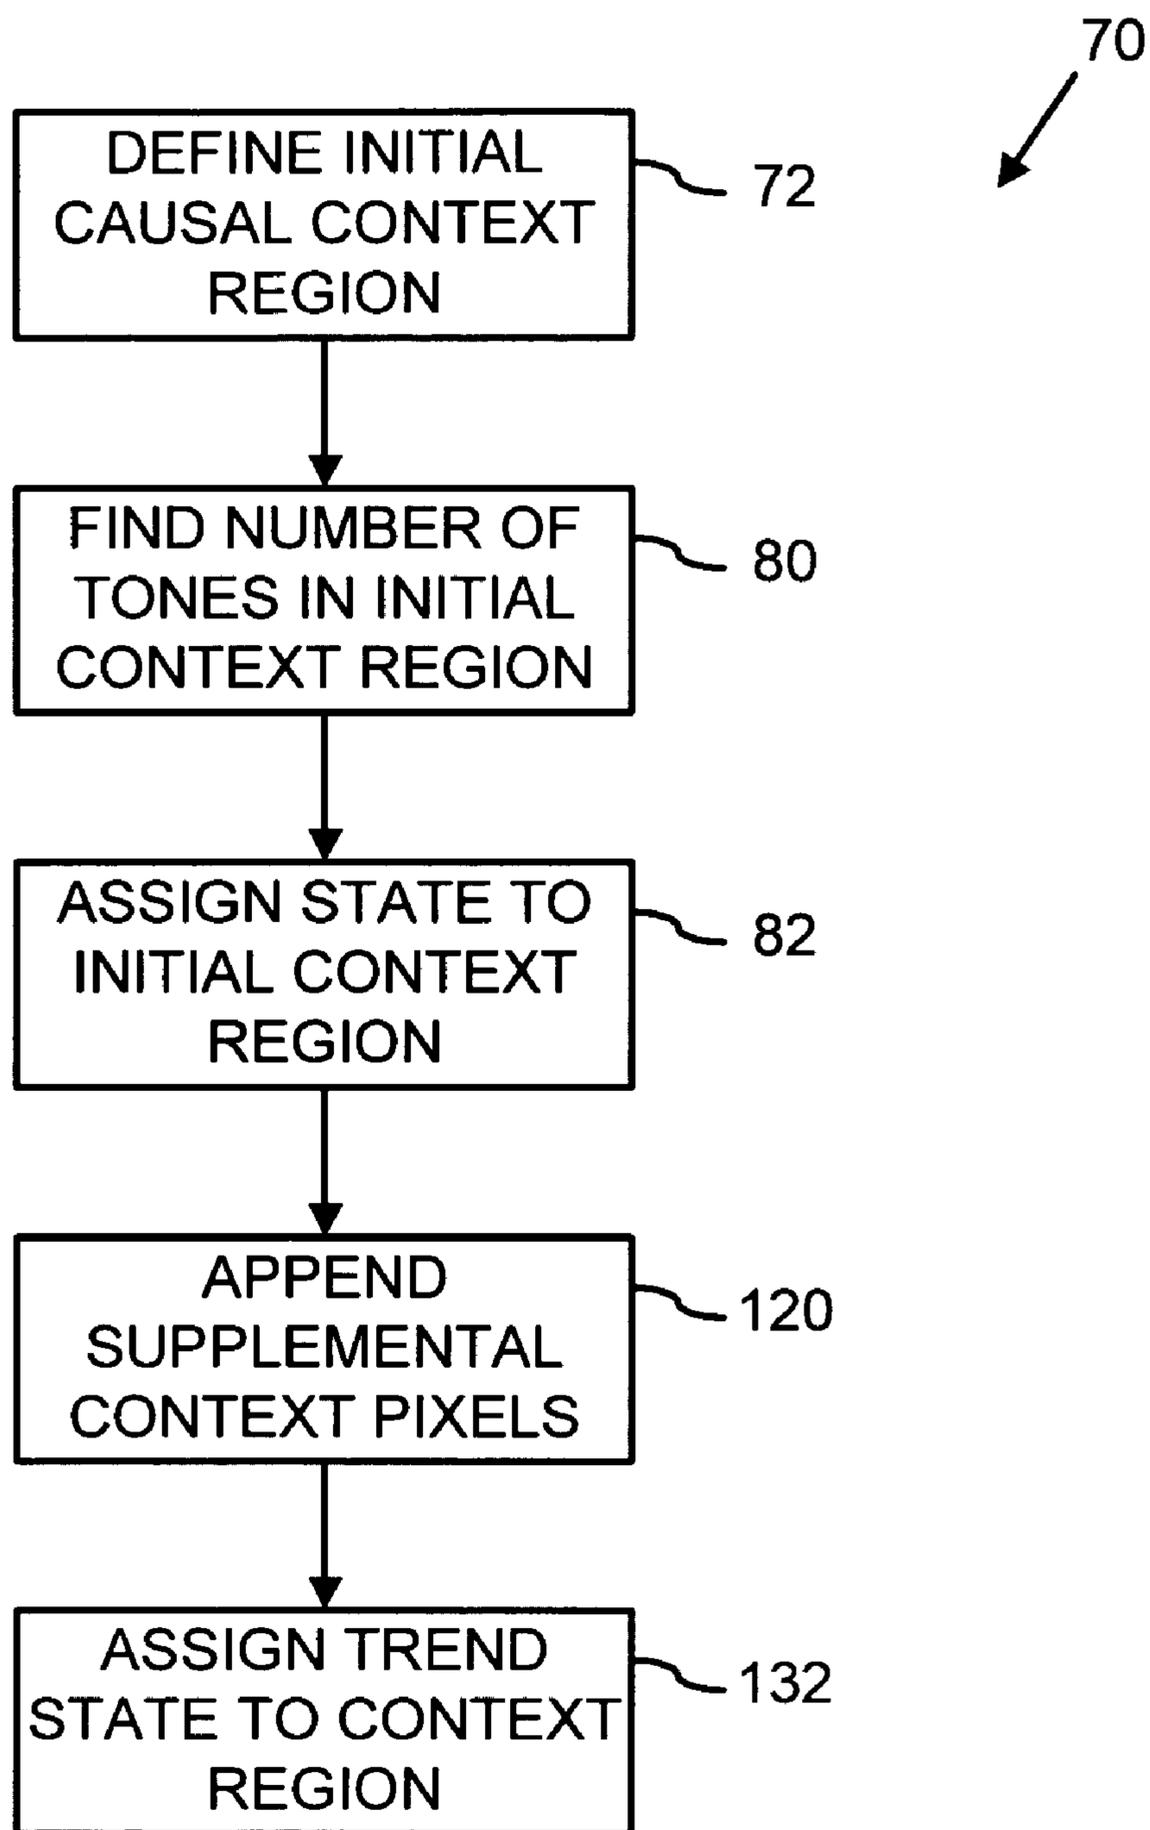 70
DEFINE INITIAL
CAUSAL CONTEXT
REGION
72
FIND NUMBER OF
TONES IN INITIAL
CONTEXT REGION
80
ASSIGN STATE TO
INITIAL CONTEXT
REGION
82
APPEND
SUPPLEMENTAL
CONTEXT PIXELS
120
ASSIGN TREND
STATE TO CONTEXT
REGION
132